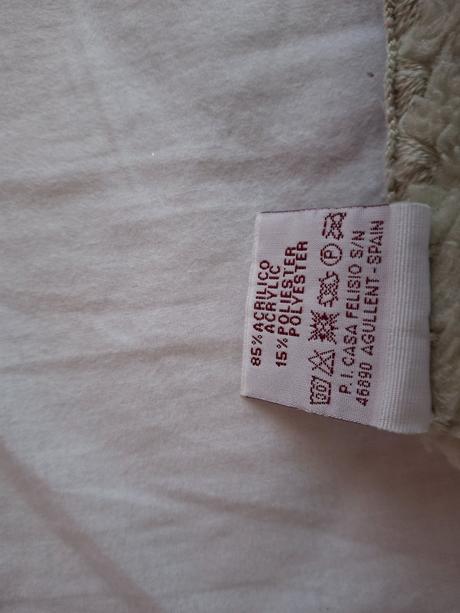 85% ACRILICO
ACRYLIC
15% POLIESTER
POLYESTER
P
P.I. CASA FELISIO S/N
46890 AGULLENT-SPAIN